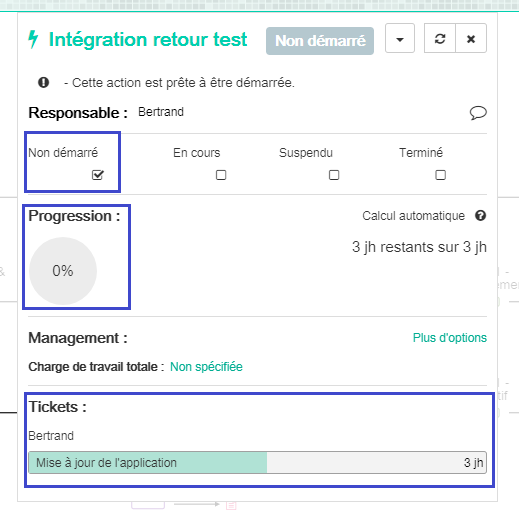 Intégration retour test Non démarré
- Cette action est prête à être démarrée.
Responsable : Bertrand
Non démarré En cours Suspendu Terminé
Progression : Calcul automatique
3 jh restants sur 3 jh
0%
Management : Plus d'options
Charge de travail totale : Non spécifiée
Tickets :
Bertrand
Mise à jour de l'application 3 jh